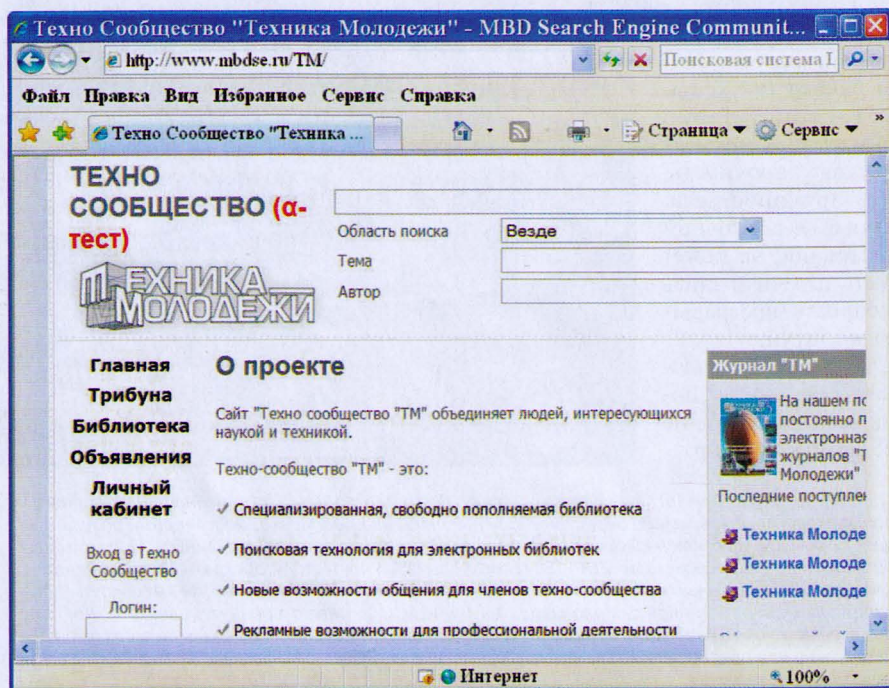 Техно Сообщество "Техника Молодежи" - MBD Search Engine Communit...
http://www.mbdse.ru/TM/
Поисковая система
Файл Правка Вид Избранное Сервис Справка
Техно Сообщество "Техника ...
Страница
Сервис
»
ТЕХНО
СООБЩЕСТВО (α-
тест)
ТЕХНИКА
МОЛОДЕЖИ
Область поиска
Везде
Тема
Автор
Главная
Трибуна
Библиотека
Объявления
Личный
кабинет
Вход в Техно
Сообщество
Логин:
О проекте
Сайт "Техно сообщество "ТМ" объединяет людей, интересующихся
наукой и техникой.
Техно-сообщество "ТМ" - это:
✓ Специализированная, свободно пополняемая библиотека
✓ Поисковая технология для электронных библиотек
✓ Новые возможности общения для членов техно-сообщества
✓ Рекламные возможности для профессиональной деятельности
Журнал "ТМ"
На нашем по
постоянно п
электронная
журналов "Т
Молодежи"
Последние поступлен
Техника Молоде
Техника Молоде
Техника Молоде
Интернет
100%